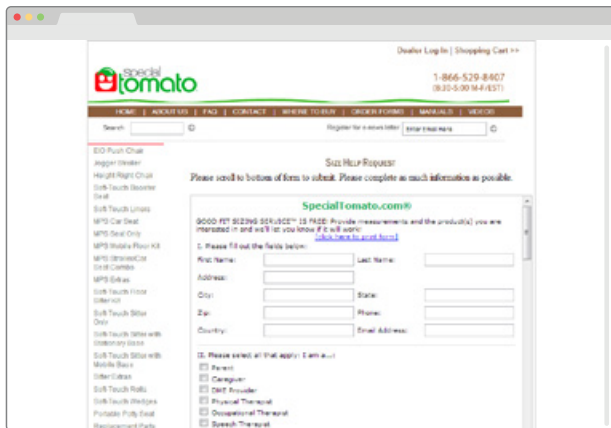 Dealer Log In | Shopping Cart >>
special
tomato
1-866-529-8407
(8:30-5:00 M-F/EST)
HOME | ABOUT US | FAQ | CONTACT | WHERE TO BUY | ORDER FORMS | MANUALS | VIDEOS
Search
Register for e-news letter
Enter Email Here
EIO Push Chair
Jogger Stroller
Height Right Chair
Soft-Touch Booster
Seat
Soft-Touch Liners
MPS Car Seat
MPS Seat Only
MPS Mobile Floor Kit
MPS Stroller/Car
Seat Combo
MPS Extras
Soft-Touch Floor
Sitter Kit
Soft-Touch Sitter
Only
Soft-Touch Sitter with
Stationary Base
Soft-Touch Sitter with
Mobile Base
Sitter Extras
Soft-Touch Rolls
Soft-Touch Wedges
Portable Potty Seat
Replacement Parts
Size Help Request
Please scroll to bottom of form to submit. Please complete as much information as possible.
SpecialTomato.com®
GOOD FIT SIZING SERVICE™ IS FREE! Provide measurements and the product(s) you are
interested in and we'll let you know if it will work!
[click here to print form]
I. Please fill out the fields below:
First Name:
Last Name:
Address:
City:
State:
Zip:
Phone:
Country:
Email Address:
II. Please select all that apply: I am a...:
Parent
Caregiver
DME Provider
Physical Therapist
Occupational Therapist
Speech Therapist